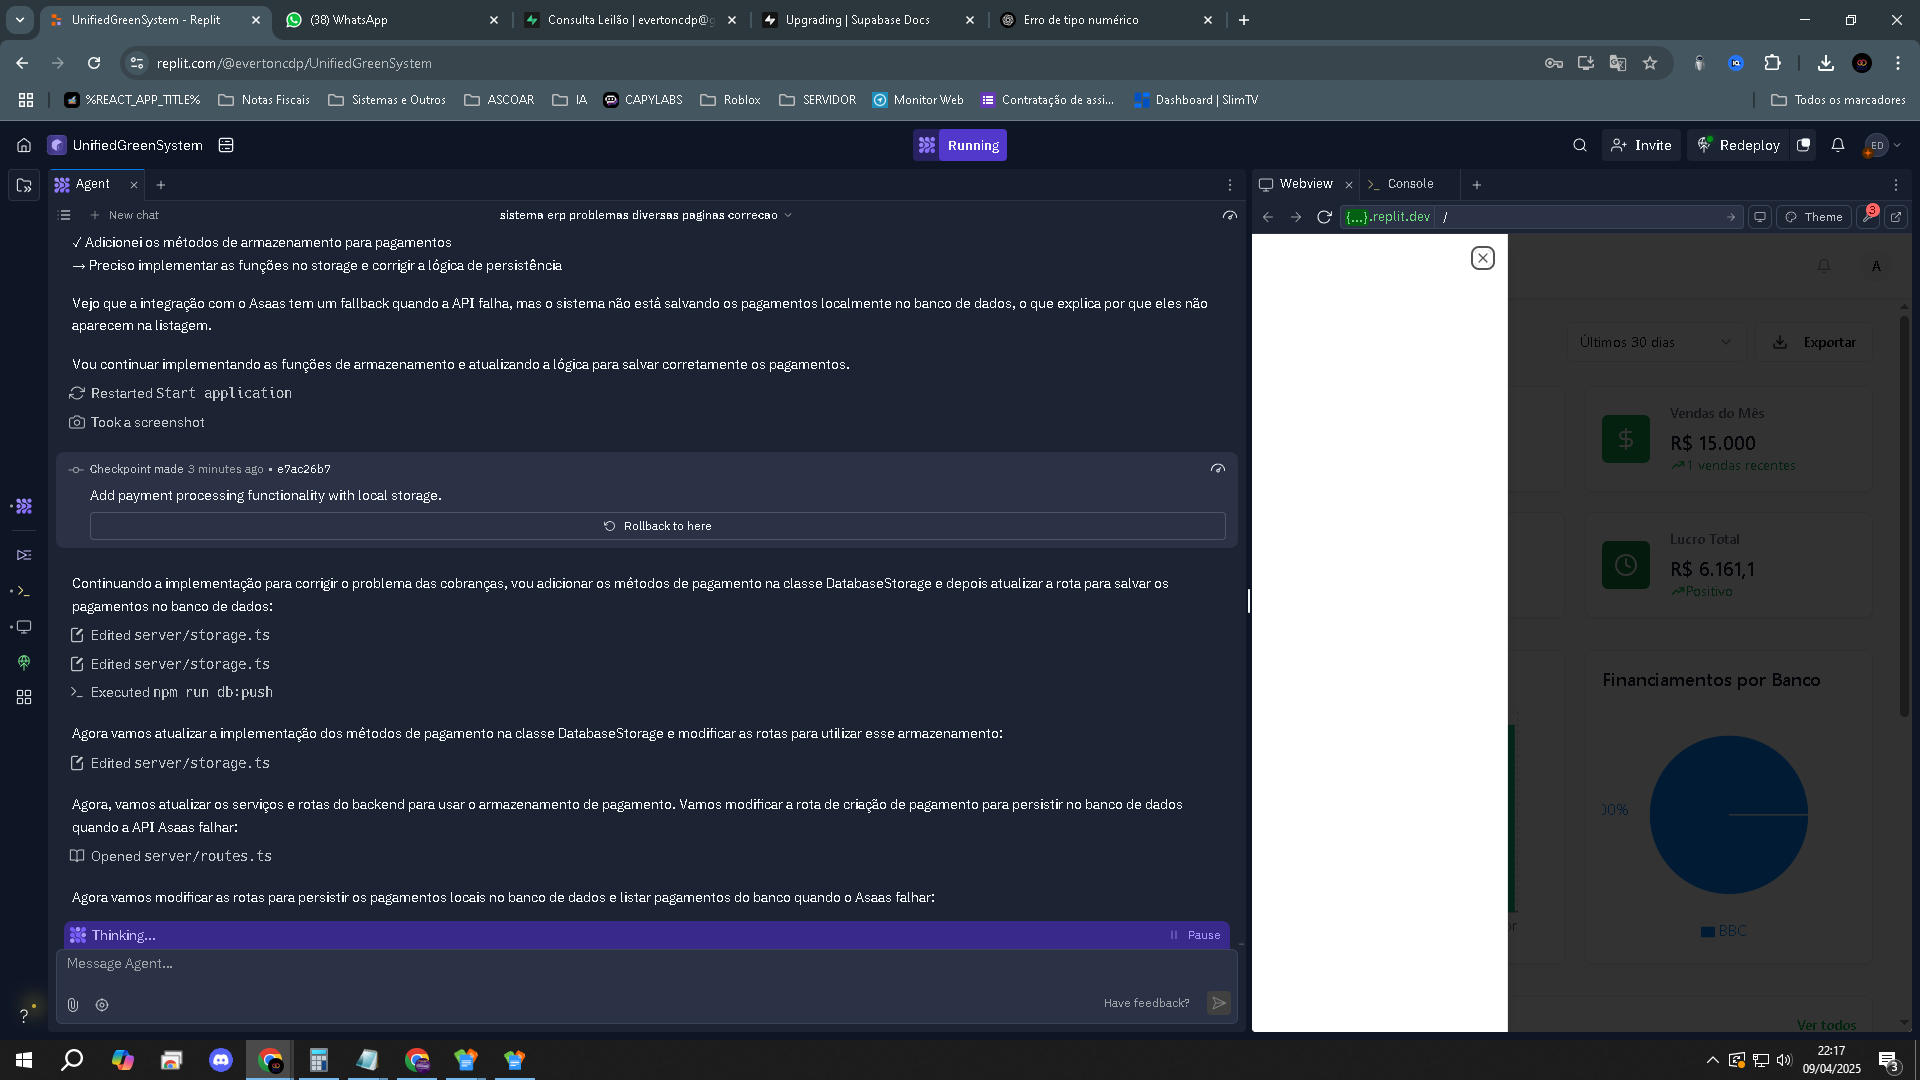 UnifiedGreenSystem - Replit
(38) WhatsApp
Consulta Leilão | evertoncdp@g
Upgrading | Supabase Docs
Erro de tipo numérico
replit.com/@evertoncdp/UnifiedGreenSystem
%REACT_APP_TITLE%
Notas Fiscais
Sistemas e Outros
ASCOAR
IA
CAPYLABS
Roblox
SERVIDOR
Monitor Web
Contratação de assi...
Dashboard | SlimTV
Todos os marcadores
UnifiedGreenSystem
Running
Invite
Redeploy
ED
Agent
New chat
sistema erp problemas diversas paginas correcao
✓ Adicionei os métodos de armazenamento para pagamentos
→ Preciso implementar as funções no storage e corrigir a lógica de persistência
Vejo que a integração com o Asaas tem um fallback quando a API falha, mas o sistema não está salvando os pagamentos localmente no banco de dados, o que explica por que eles não
aparecem na listagem.
Vou continuar implementando as funções de armazenamento e atualizando a lógica para salvar corretamente os pagamentos.
Restarted Start application
Took a screenshot
Checkpoint made 3 minutes ago • e7ac26b7
Add payment processing functionality with local storage.
Rollback to here
Continuando a implementação para corrigir o problema das cobranças, vou adicionar os métodos de pagamento na classe DatabaseStorage e depois atualizar a rota para salvar os
pagamentos no banco de dados:
Edited server/storage.ts
Edited server/storage.ts
Executed npm run db:push
Agora vamos atualizar a implementação dos métodos de pagamento na classe DatabaseStorage e modificar as rotas para utilizar esse armazenamento:
Edited server/storage.ts
Agora, vamos atualizar os serviços e rotas do backend para usar o armazenamento de pagamento. Vamos modificar a rota de criação de pagamento para persistir no banco de dados
quando a API Asaas falhar:
Opened server/routes.ts
Agora vamos modificar as rotas para persistir os pagamentos locais no banco de dados e listar pagamentos do banco quando o Asaas falhar:
Thinking...
Pause
Message Agent...
Have feedback?
Webview
Console
{...}.replit.dev
/
Theme
3
A
Últimos 30 dias
Exportar
Vendas do Mês
R$ 15.000
1 vendas recentes
Lucro Total
R$ 6.161,1
Positivo
Financiamentos por Banco
00%
BBC
or
Ver todos
22:17
09/04/2025
3